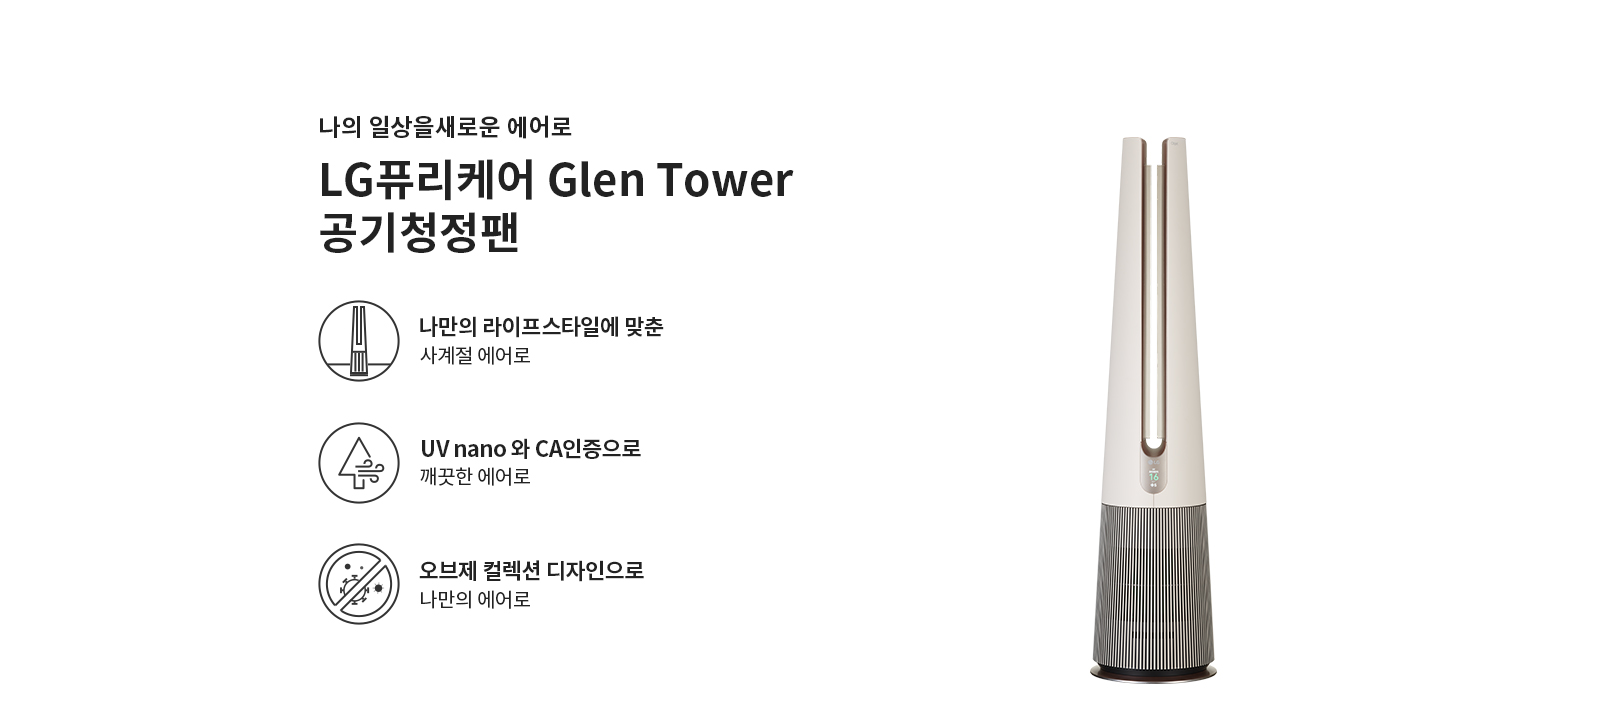 나의 일상을새로운 에어로
LG퓨리케어 Glen Tower
공기청정팬
나만의 라이프스타일에 맞춘
사계절 에어로
UV nano 와 CA인증으로
깨끗한 에어로
오브제 컬렉션 디자인으로
나만의 에어로
16